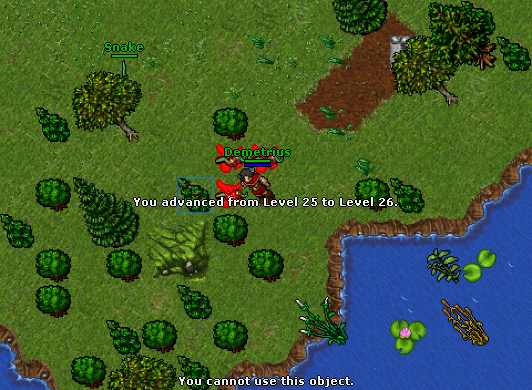 Snake
Demetrius
You advanced from Level 25 to Level 26.
You cannot use this object.